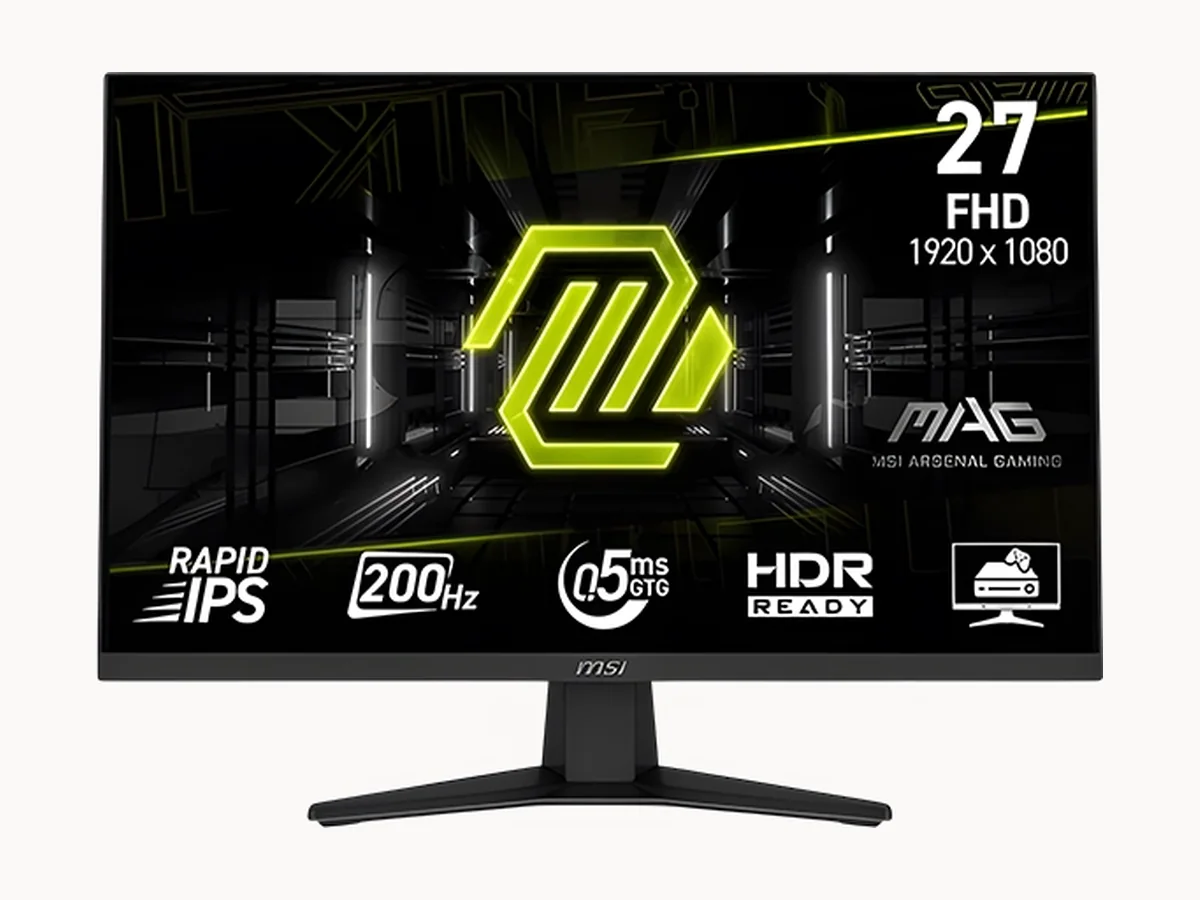 27
FHD
1920 x 1080
MAG
MSI ARSENAL GAMING
RAPID
IPS
200Hz
0.5ms
GTG
HDR
READY
msi